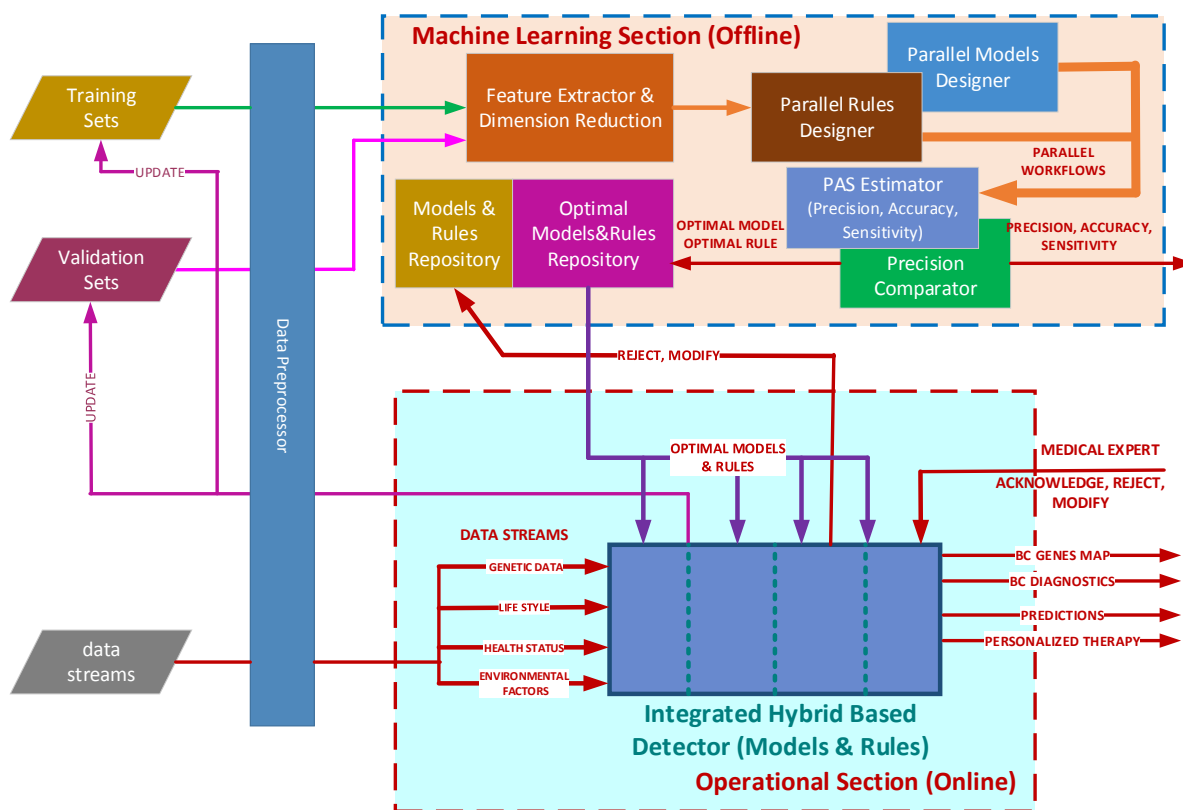 Machine Learning Section (Offline)
Parallel Models
Designer
Training
Sets
Feature Extractor &
Dimension Reduction
Parallel Rules
Designer
UPDATE
PARALLEL
WORKFLOWS
PAS Estimator
(Precision, Accuracy,
Sensitivity)
Models &
Rules
Repository
Optimal
Models&Rules
Repository
OPTIMAL MODEL
OPTIMAL RULE
PRECISION, ACCURACY,
SENSITIVITY
Validation
Sets
Precision
Comparator
Data Preprocessor
REJECT, MODIFY
UPDATE
OPTIMAL MODELS
& RULES
MEDICAL EXPERT
ACKNOWLEDGE, REJECT,
MODIFY
DATA STREAMS
GENETIC DATA
LIFE STYLE
HEALTH STATUS
ENVIRONMENTAL
FACTORS
BC GENES MAP
BC DIAGNOSTICS
PREDICTIONS
PERSONALIZED THERAPY
data
streams
Integrated Hybrid Based
Detector (Models & Rules)
Operational Section (Online)